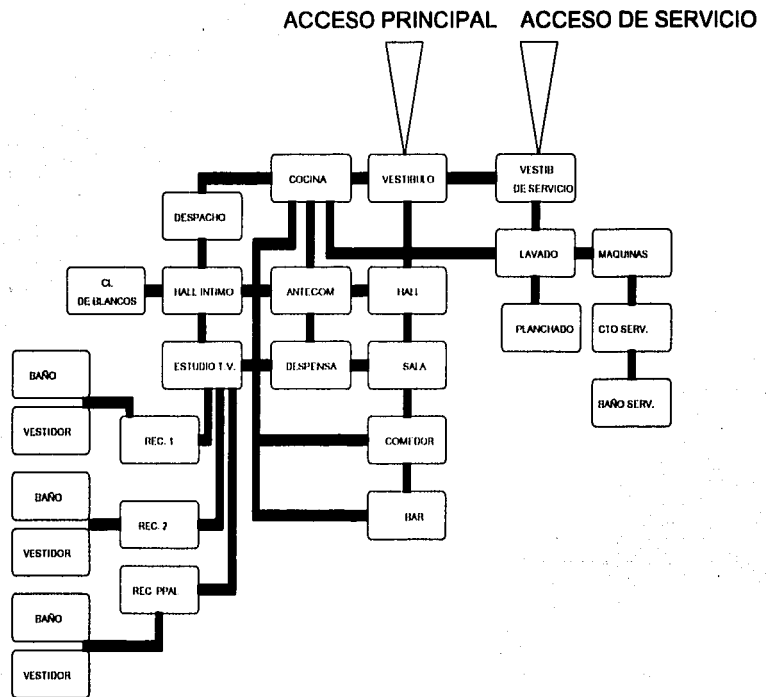 ACCESO PRINCIPAL ACCESO DE SERVICIO
COCINA
VESTIBULO
VESTIB
DE SERVICIO
DESPACHO
LAVADO
MAQUINAS
CL.
DE BLANCOS
HALL INTIMO
ANTECOM
HALL
PLANCHADO
CTO SERV.
ESTUDIO T.V.
DESPENSA
SALA
BAÑO
VESTIDOR
REC. 1
COMEDOR
BAÑO SERV.
BAÑO
VESTIDOR
REC. 2
BAR
REC PPAL
BAÑO
VESTIDOR